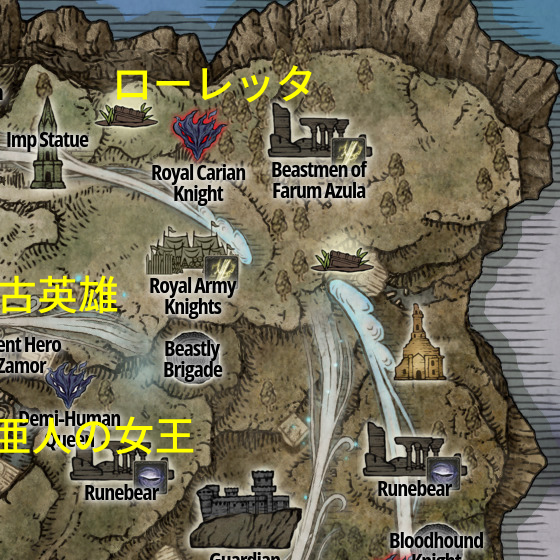 ローレッタ
Imp Statue
Royal Carian
Knight
Beastmen of
Farum Azula
古英雄
Royal Army
Knights
ent Hero
Zamor
Beastly
Brigade
Demi-Human
Queen
亜人の女王
Runebear
Runebear
Guardian
Bloodhound
Knight